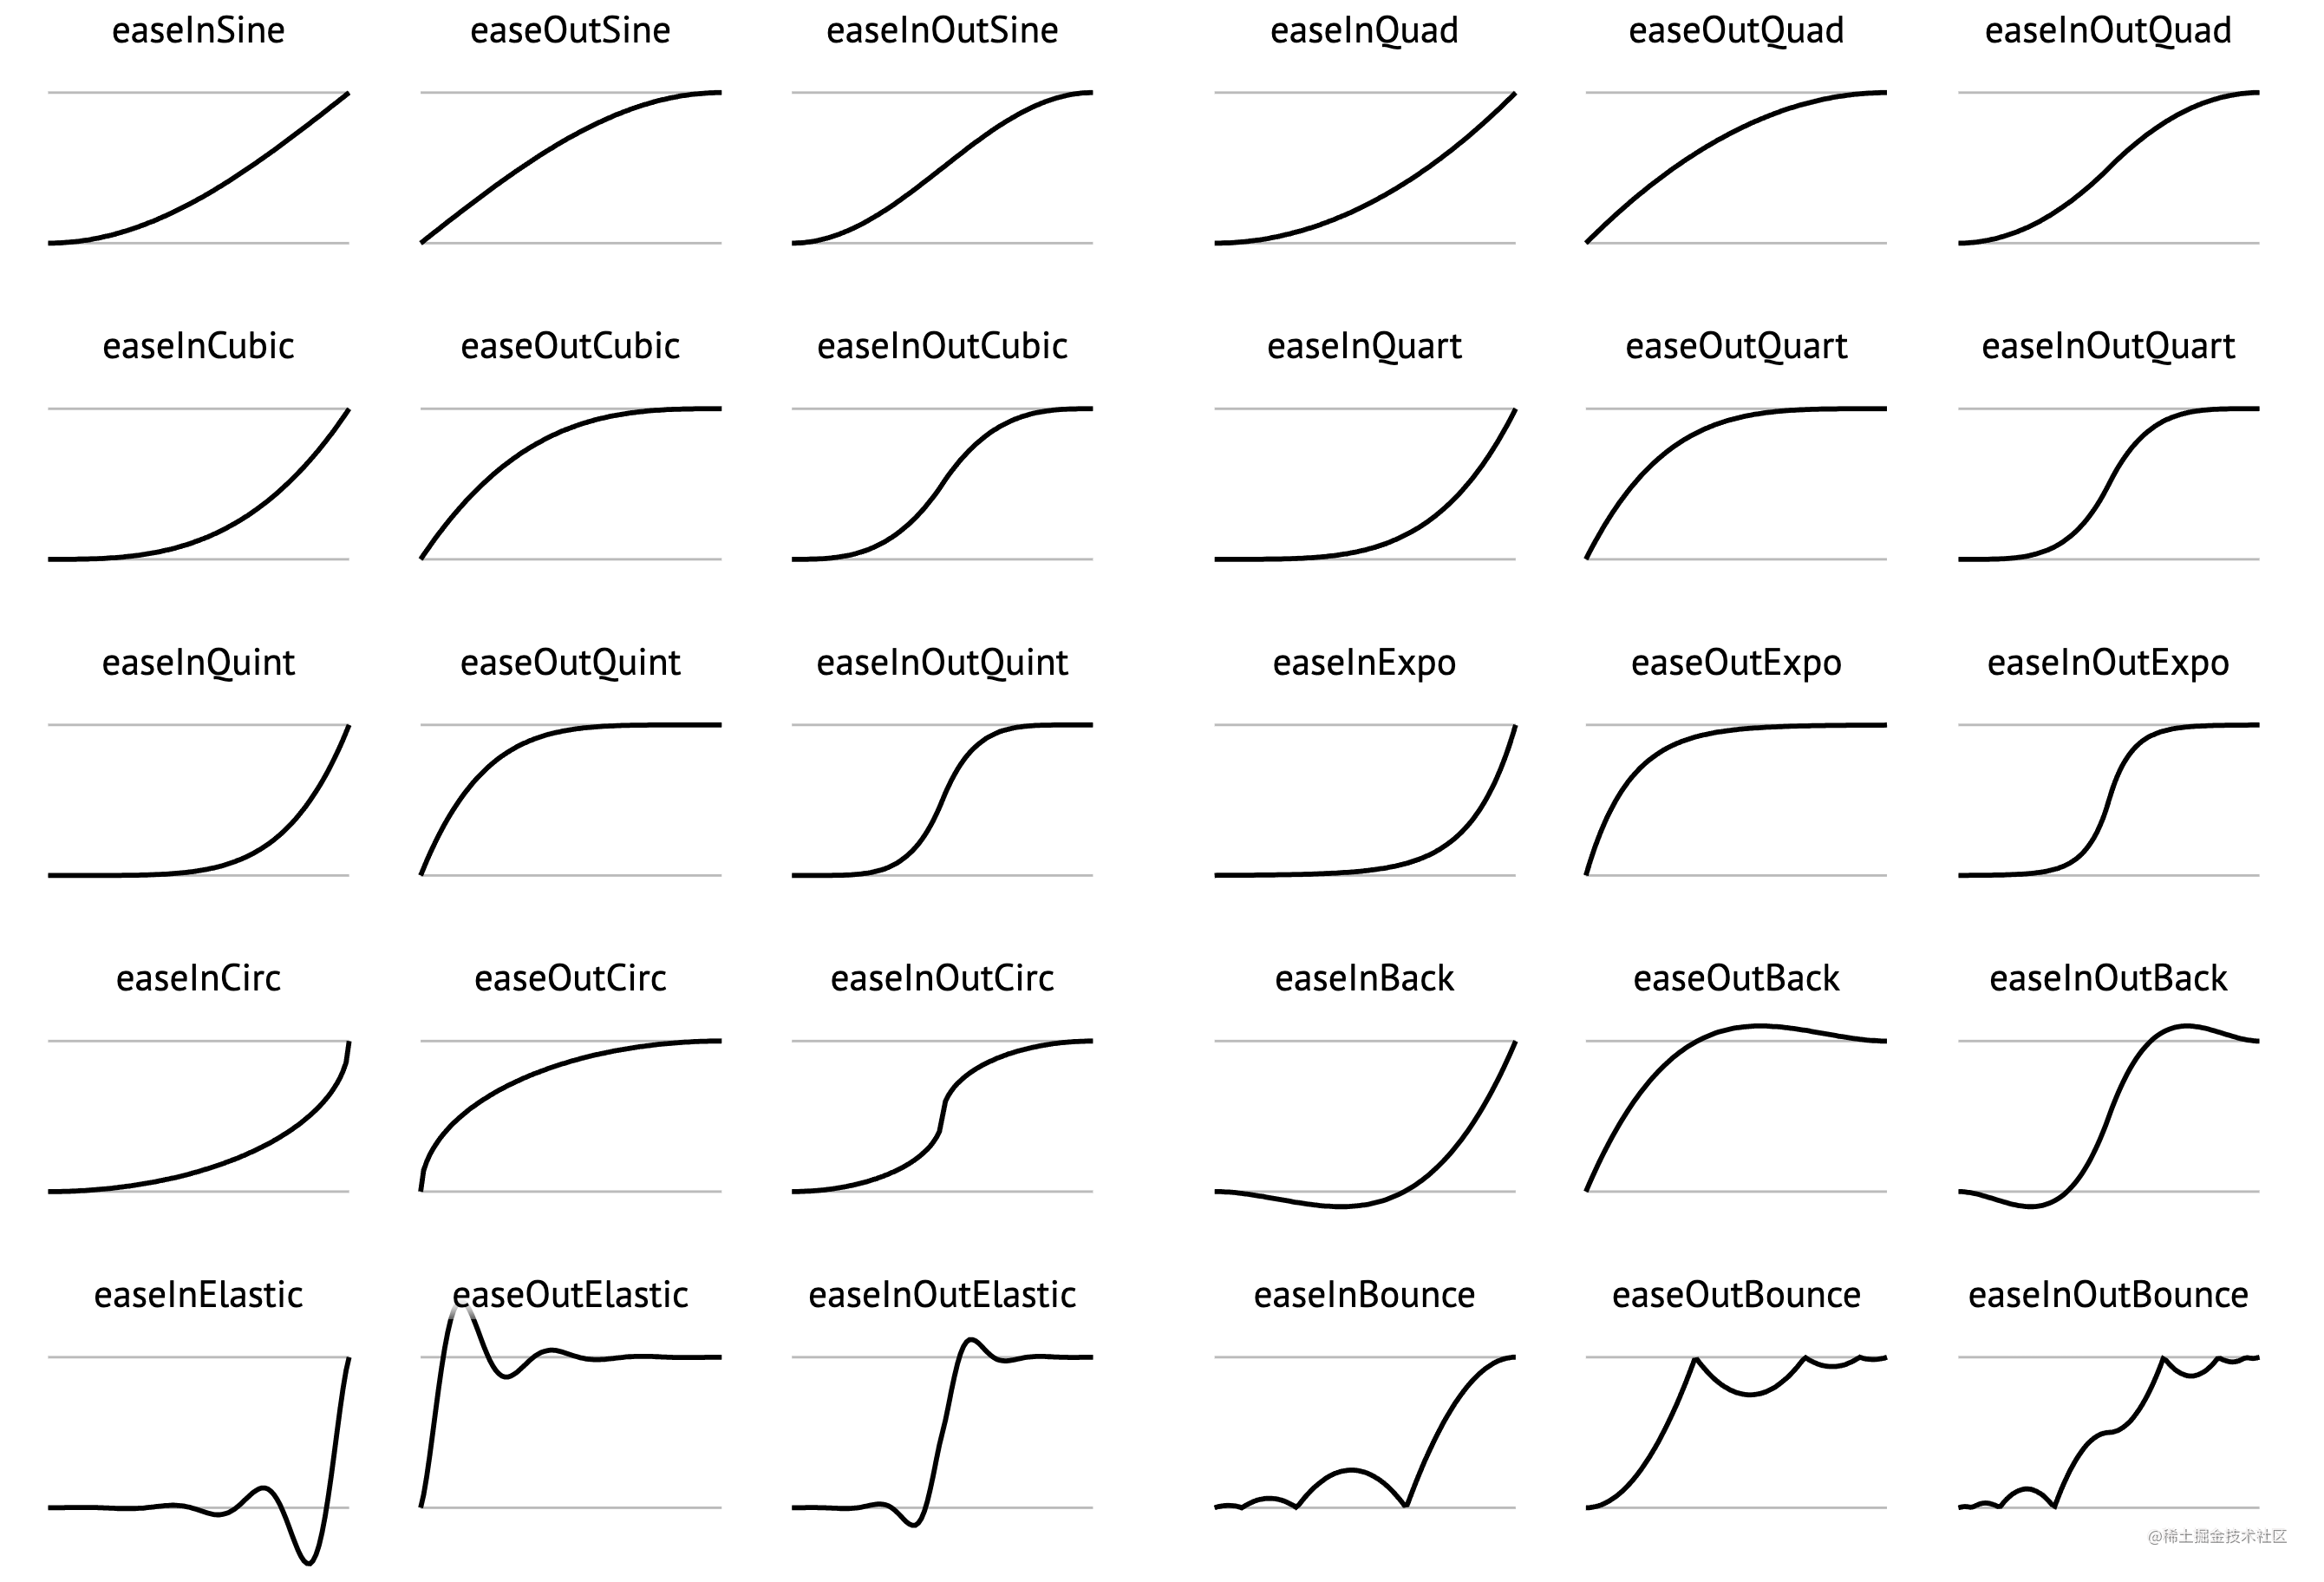 easeInSine easeOutSine easeInOutSine easeInQuad easeOutQuad easeInOutQuad
easeInCubic easeOutCubic easeInOutCubic easeInQuart easeOutQuart easeInOutQuart
easeInQuint easeOutQuint easeInOutQuint easeInExpo easeOutExpo easeInOutExpo
easeInCirc easeOutCirc easeInOutCirc easeInBack easeOutBack easeInOutBack
easeInElastic easeOutElastic easeInOutElastic easeInBounce easeOutBounce easeInOutBounce
@稀土掘金技术社区